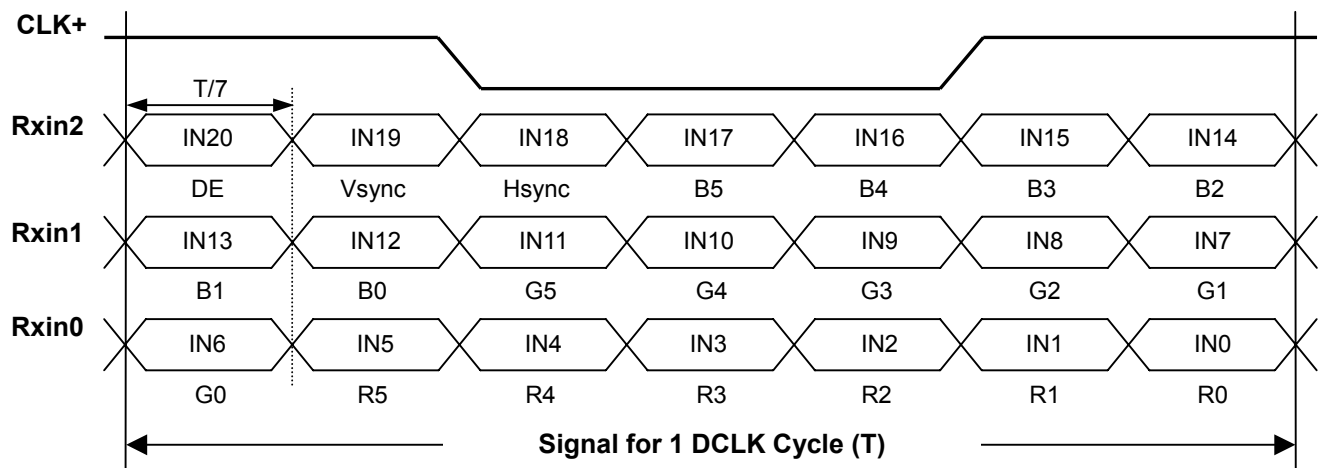 CLK+
T/7
Rxin2 IN20 IN19 IN18 IN17 IN16 IN15 IN14
DE Vsync Hsync B5 B4 B3 B2
Rxin1 IN13 IN12 IN11 IN10 IN9 IN8 IN7
B1 B0 G5 G4 G3 G2 G1
Rxin0 IN6 IN5 IN4 IN3 IN2 IN1 IN0
G0 R5 R4 R3 R2 R1 R0
Signal for 1 DCLK Cycle (T)